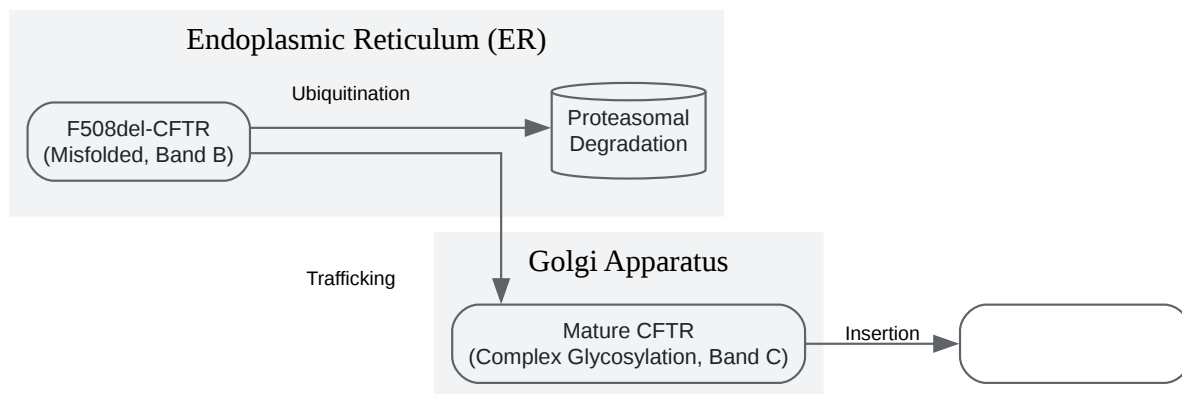 Endoplasmic Reticulum (ER)
Ubiquitination
F508del-CFTR
(Misfolded, Band B)
Proteasomal
Degradation
Golgi Apparatus
Trafficking
Mature CFTR
(Complex Glycosylation, Band C)
Insertion